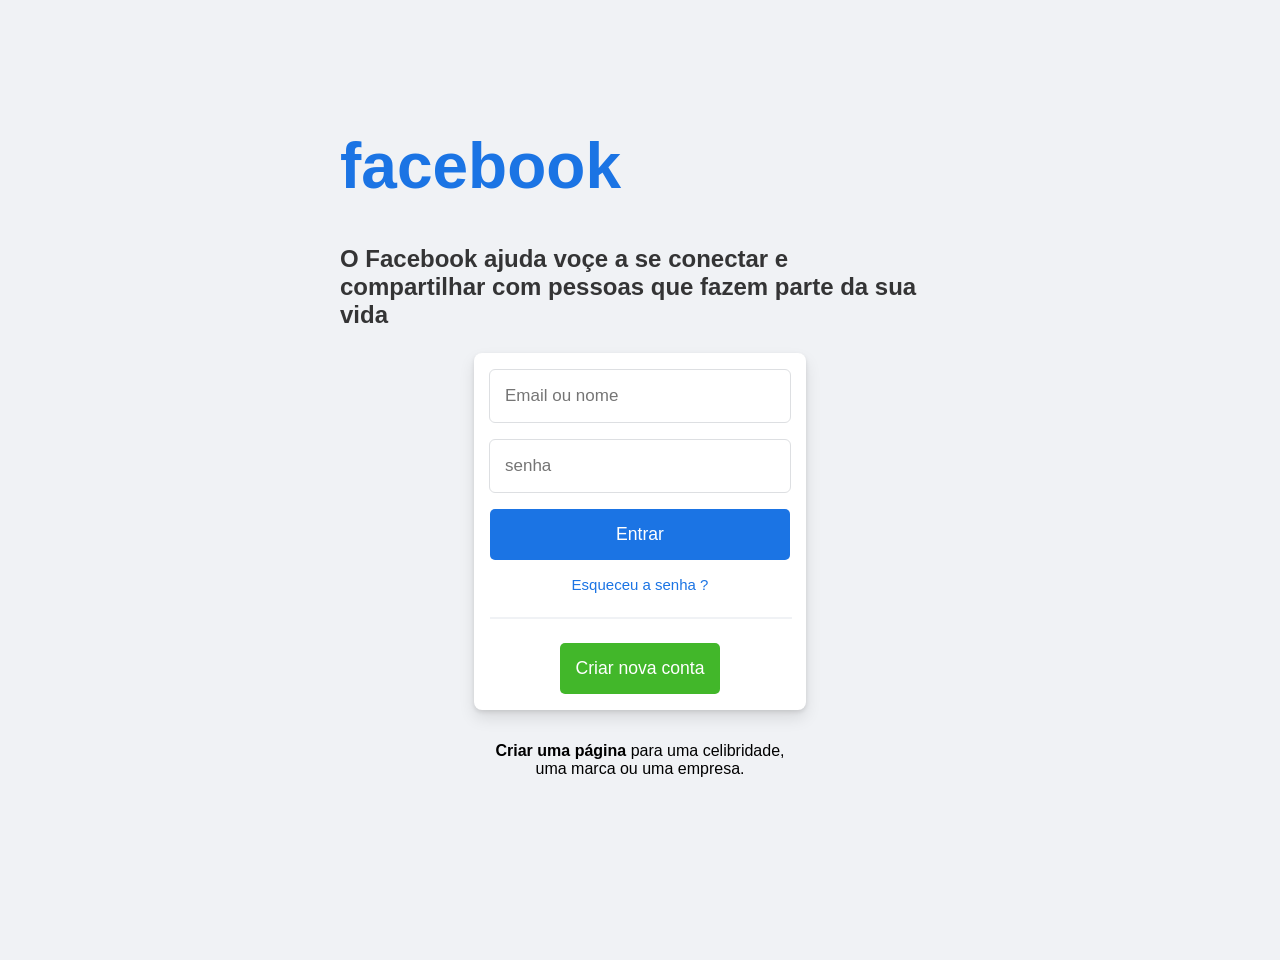 facebook
O Facebook ajuda voçe a se conectar e
compartilhar com pessoas que fazem parte da sua
vida
Email ou nome
senha
Entrar
Esqueceu a senha ?
Criar nova conta
Criar uma página para uma celibridade,
uma marca ou uma empresa.